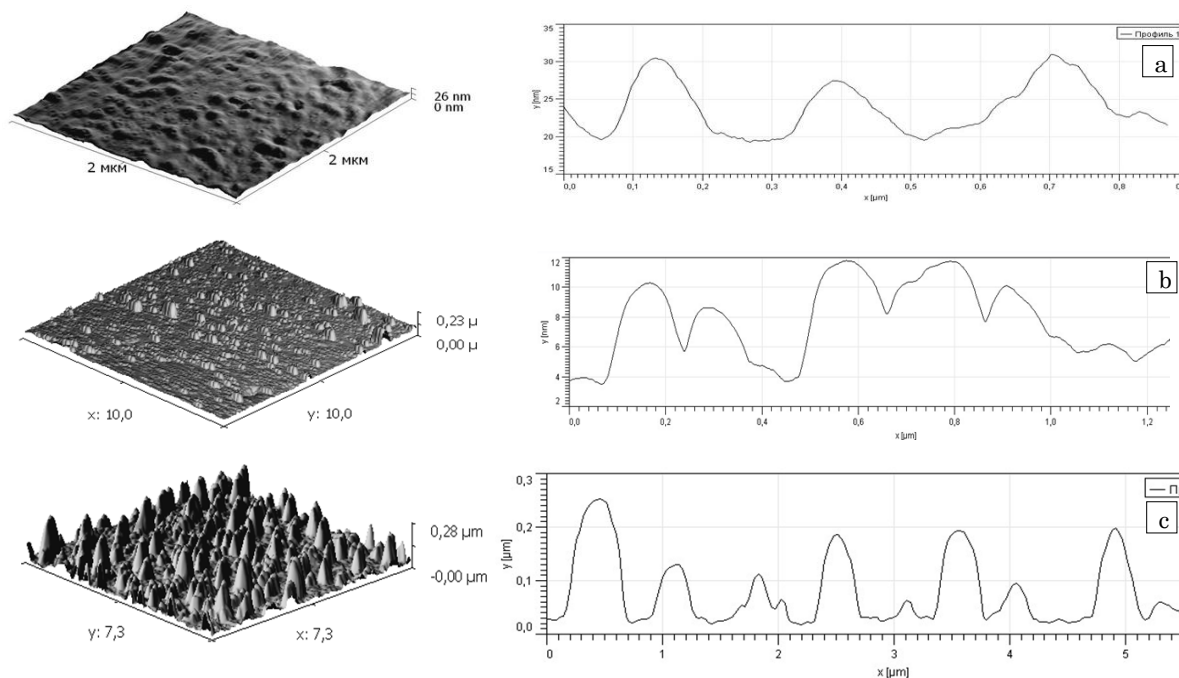 26 nm
0 nm
2 мкм
2 мкм
35
30
25
20
15
y [nm]
0,0 0,1 0,2 0,3 0,4 0,5 0,6 0,7 0,8
x [µm]
Профиль 1
a
0,23 µ
0,00 µ
x: 10,0
y: 10,0
12
10
8
6
4
2
y [nm]
0,0 0,2 0,4 0,6 0,8 1,0 1,2
x [µm]
b
0,28 µm
-0,00 µm
y: 7,3
x: 7,3
0,3
0,2
0,1
0,0
y [µm]
0 1 2 3 4 5
x [µm]
П
c